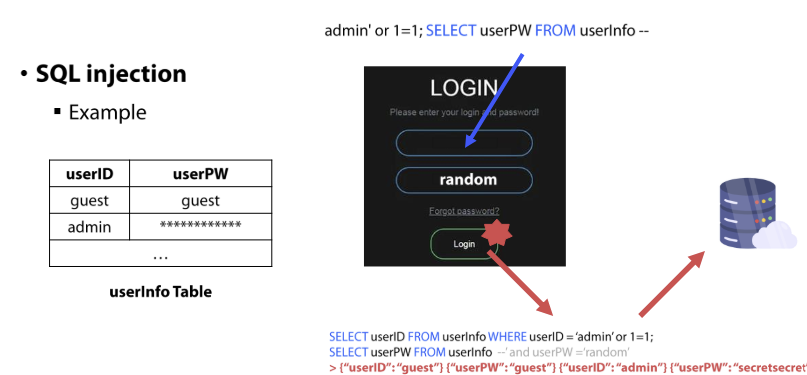 admin' or 1=1; SELECT userPW FROM userInfo --
• SQL injection
▪ Example
LOGIN
Please enter your login and password!
random
Forgot password?
Login
userID userPW
guest guest
admin ************
...
userInfo Table
SELECT userID FROM userInfo WHERE userID = ‘admin’ or 1=1;
SELECT userPW FROM userInfo --’ and userPW =‘random’
> {“userID”: “guest”} {“userPW”: “guest”} {“userID”: “admin”} {“userPW”: “secretsecret”